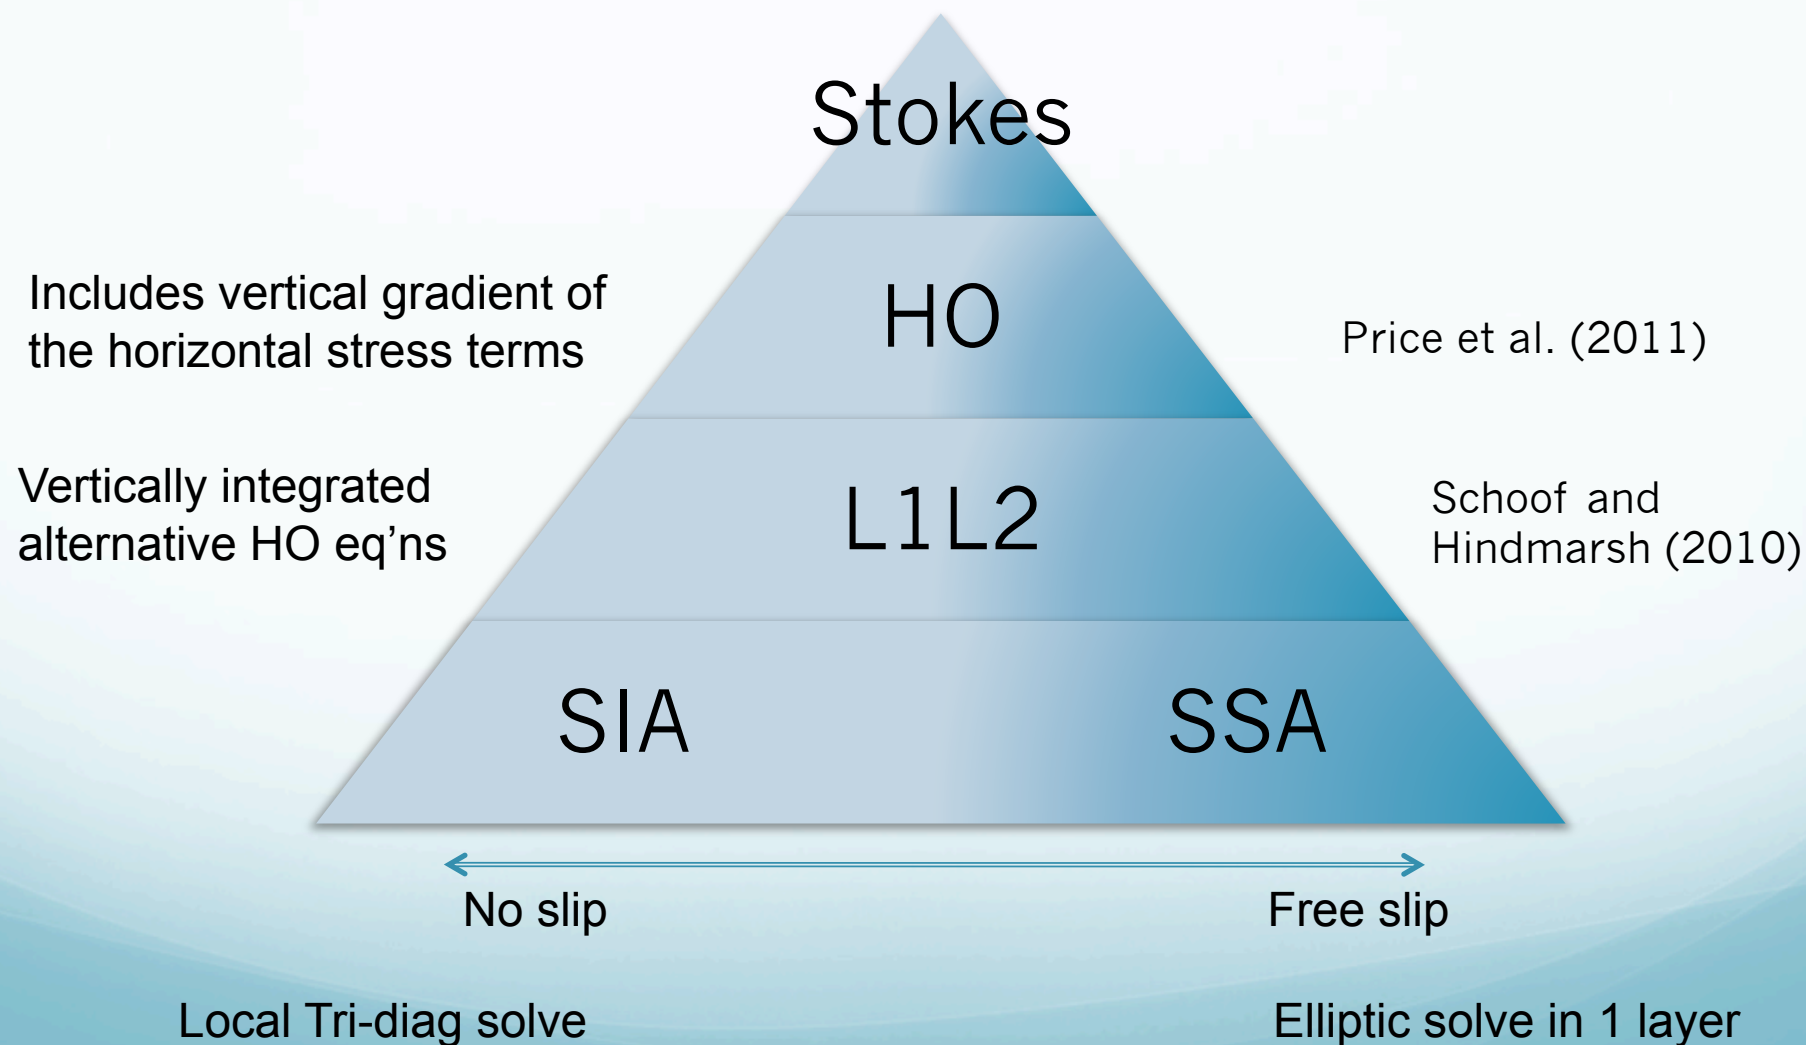 Stokes
Includes vertical gradient of
the horizontal stress terms
HO
Price et al. (2011)
Vertically integrated
alternative HO eq’ns
L1L2
Schoof and
Hindmarsh (2010)
SIA
SSA
No slip
Free slip
Local Tri-diag solve
Elliptic solve in 1 layer